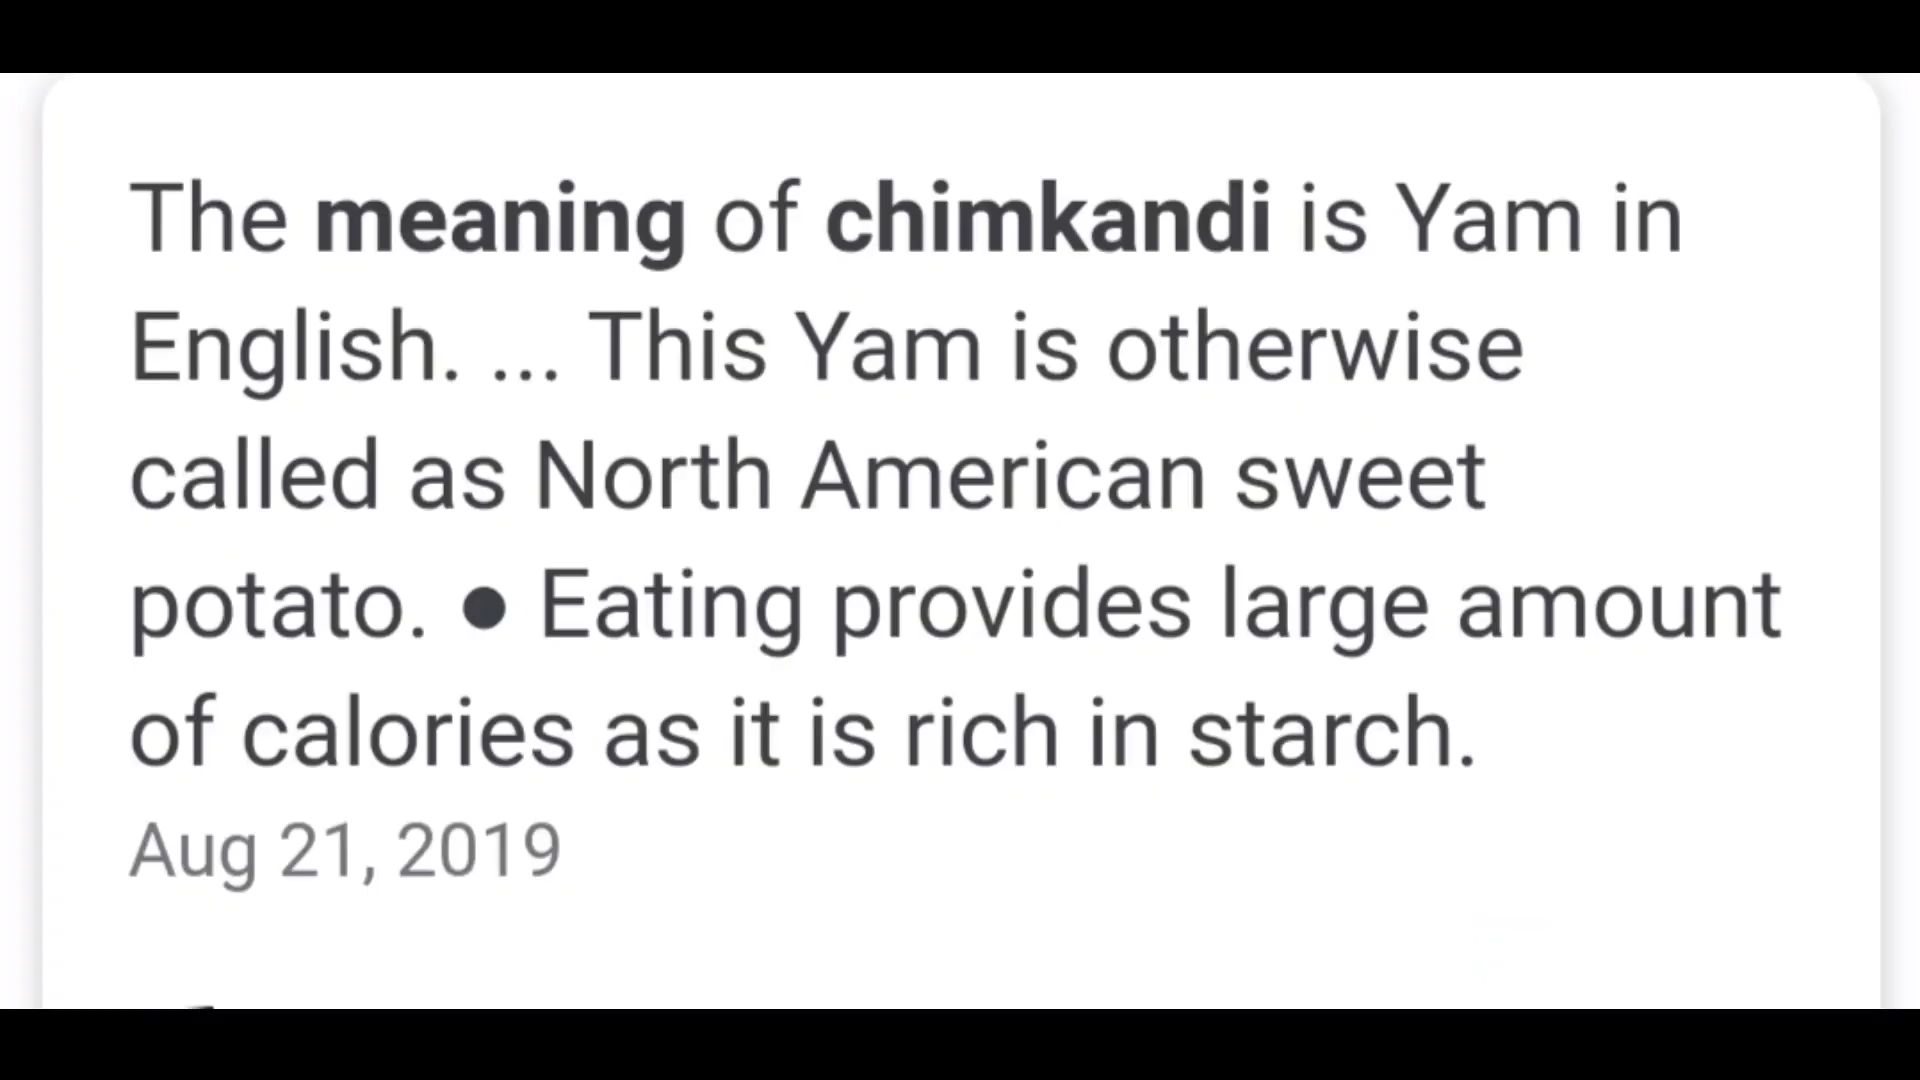 The meaning of chimkandi is Yam in
English. ... This Yam is otherwise
called as North American sweet
potato. ● Eating provides large amount
of calories as it is rich in starch.
Aug 21, 2019